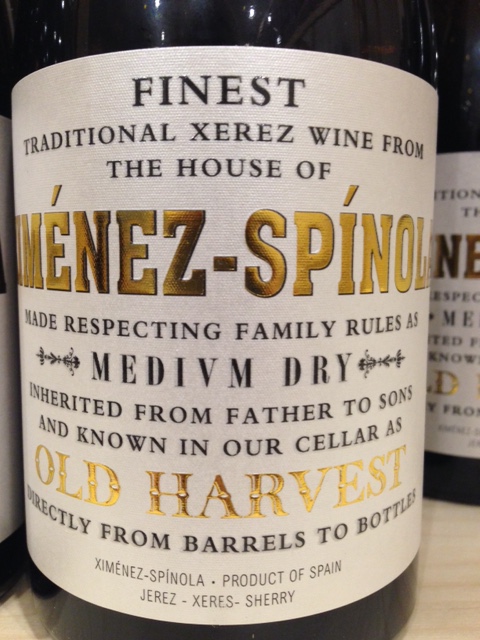 FINEST
TRADITIONAL XEREZ WINE FROM
THE HOUSE OF
XIMÉNEZ-SPÍNOLA
MADE RESPECTING FAMILY RULES AS
MEDIVM DRY
INHERITED FROM FATHER TO SONS
AND KNOWN IN OUR CELLAR AS
OLD HARVEST
DIRECTLY FROM BARRELS TO BOTTLES
XIMÉNEZ-SPÍNOLA • PRODUCT OF SPAIN
JEREZ - XERES- SHERRY